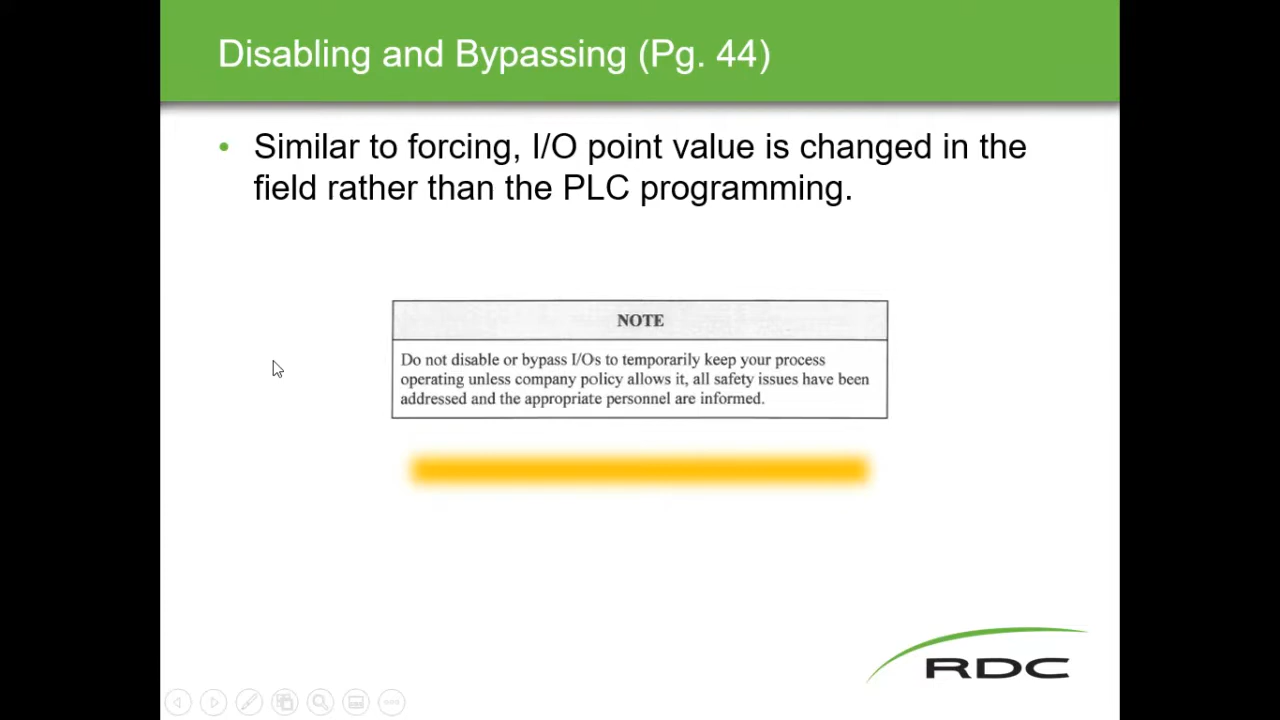 Disabling and Bypassing (Pg. 44)
• Similar to forcing, I/O point value is changed in the
field rather than the PLC programming.
NOTE
Do not disable or bypass I/Os to temporarily keep your process
operating unless company policy allows it, all safety issues have been
addressed and the appropriate personnel are informed.
RDC